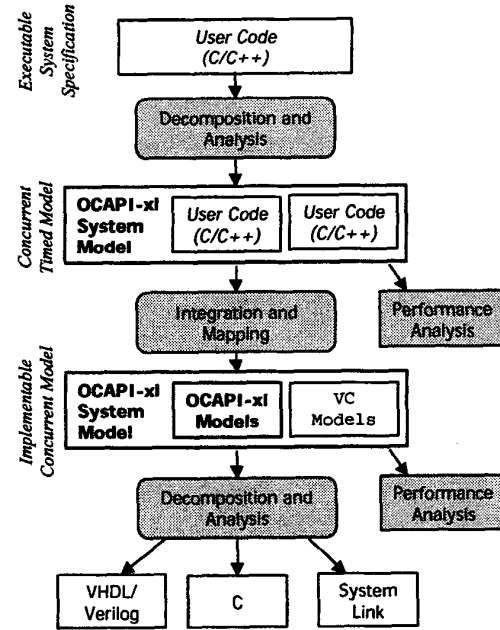 Executable
System
Specification
User Code
(C/C++)
Decomposition and
Analysis
Concurrent
Timed Model
OCAPI-xl
System
Model
User Code
(C/C++)
User Code
(C/C++)
Integration and
Mapping
Performance
Analysis
Implementable
Concurrent Model
OCAPI-xl
System
Model
OCAPI-xl
Models
VC
Models
Decomposition and
Analysis
Performance
Analysis
VHDL/
Verilog
C
System
Link